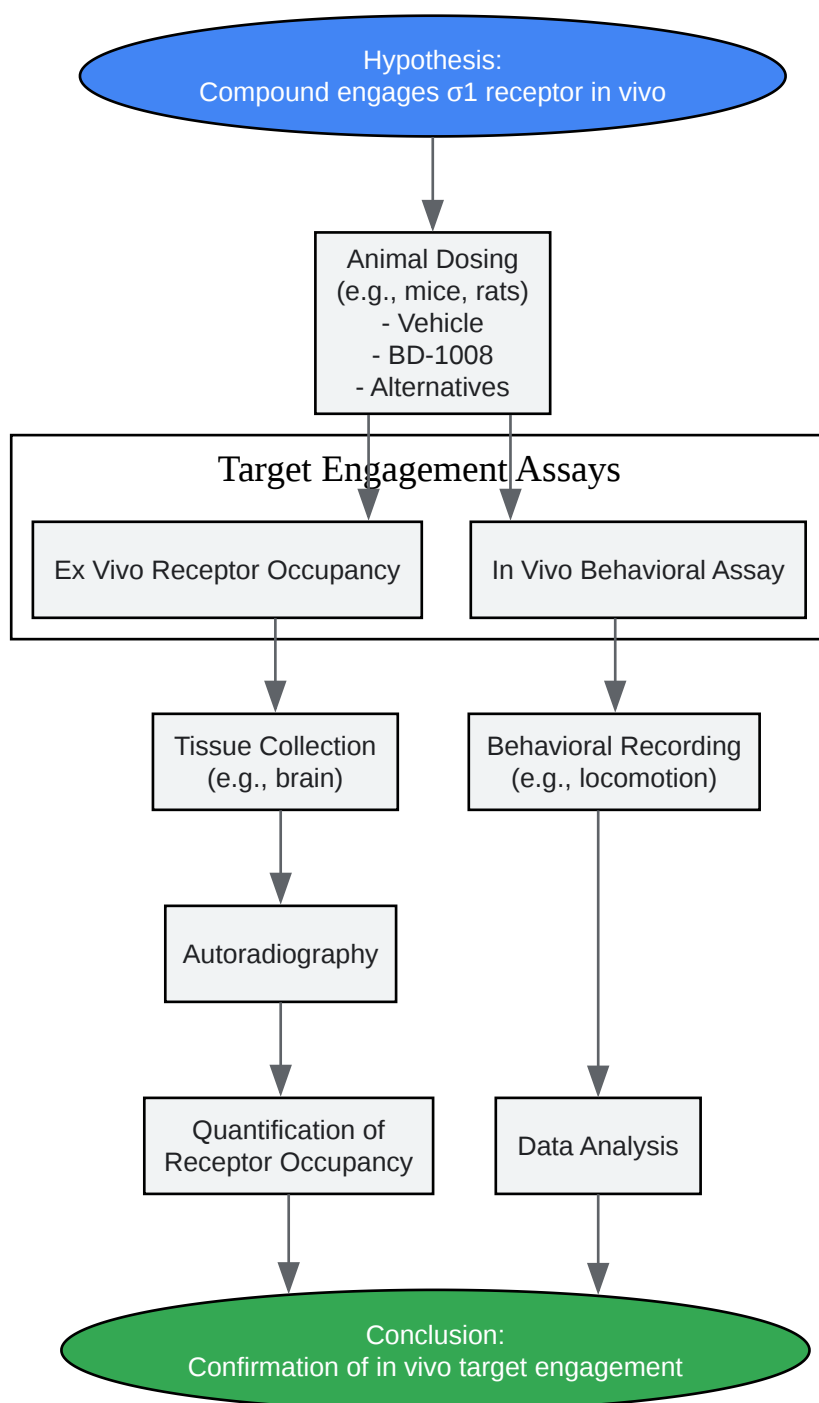 Hypothesis:
Compound engages σ1 receptor in vivo
Animal Dosing
(e.g., mice, rats)
- Vehicle
- BD-1008
- Alternatives
Target Engagement Assays
Ex Vivo Receptor Occupancy
In Vivo Behavioral Assay
Tissue Collection
(e.g., brain)
Behavioral Recording
(e.g., locomotion)
Autoradiography
Quantification of
Receptor Occupancy
Data Analysis
Conclusion:
Confirmation of in vivo target engagement